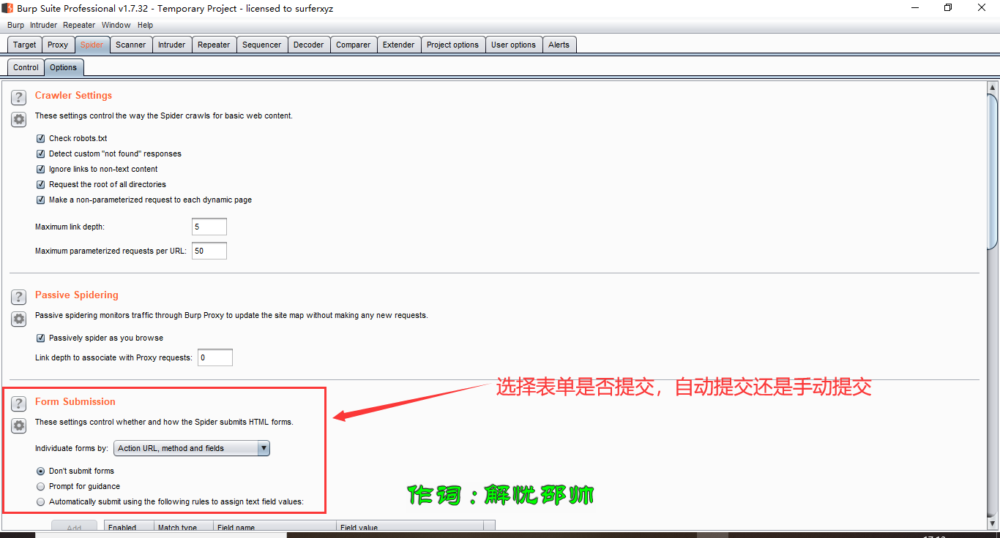 Burp Suite Professional v1.7.32 - Temporary Project - licensed to surferxyz
Burp Intruder Repeater Window Help
Target Proxy Spider Scanner Intruder Repeater Sequencer Decoder Comparer Extender Project options User options Alerts
Control Options
? Crawler Settings
These settings control the way the Spider crawls for basic web content.
Check robots.txt
Detect custom "not found" responses
Ignore links to non-text content
Request the root of all directories
Make a non-parameterized request to each dynamic page
Maximum link depth: 5
Maximum parameterized requests per URL: 50
? Passive Spidering
Passive spidering monitors traffic through Burp Proxy to update the site map without making any new requests.
Passively spider as you browse
Link depth to associate with Proxy requests: 0
选择表单是否提交，自动提交还是手动提交
? Form Submission
These settings control whether and how the Spider submits HTML forms.
Individuate forms by: Action URL, method and fields
Don't submit forms
Prompt for guidance
Automatically submit using the following rules to assign text field values:
作词：解忧邵帅
Add Enabled Match type Field name Field value